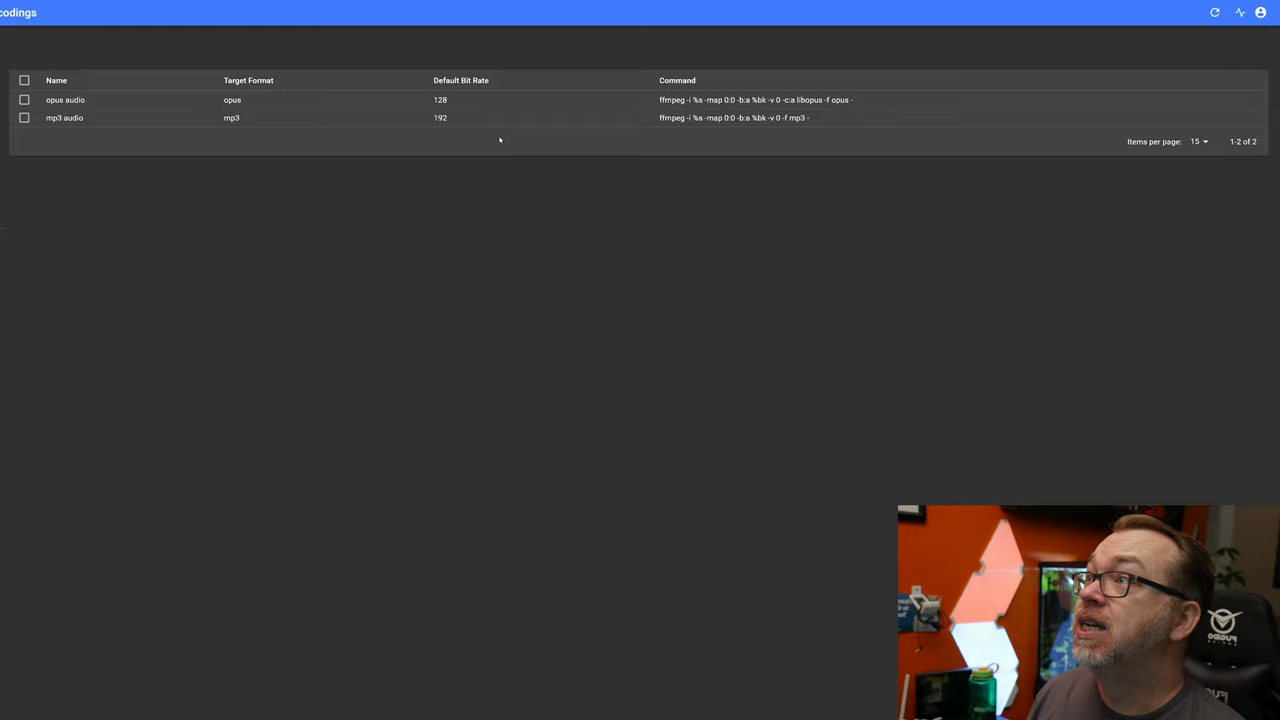 codings
Name Target Format Default Bit Rate Command
opus audio opus 128 ffmpeg -i %s -map 0:0 -b:a %bk -v 0 -c:a libopus -f opus -
mp3 audio mp3 192 ffmpeg -i %s -map 0:0 -b:a %bk -v 0 -f mp3 -
Items per page: 15 1-2 of 2